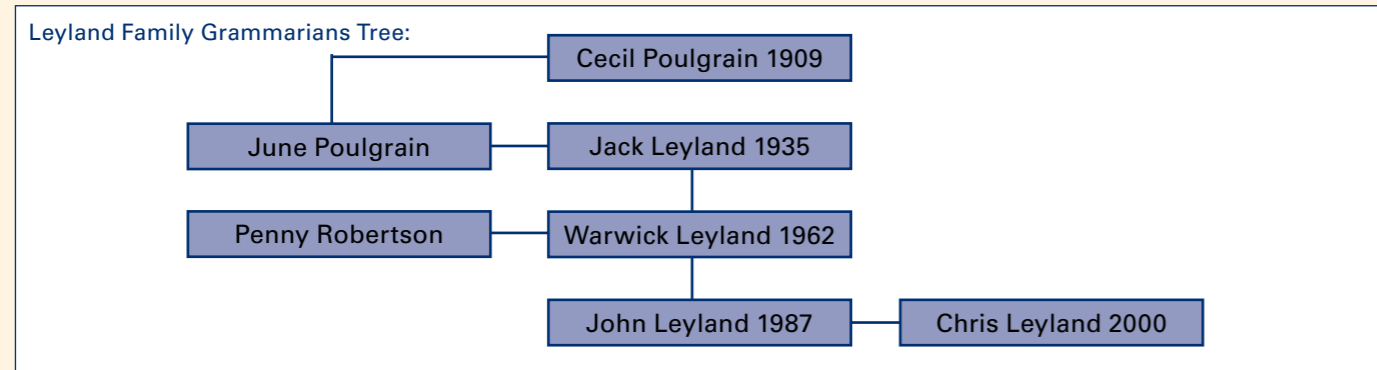 Leyland Family Grammarians Tree:
Cecil Poulgrain 1909
June Poulgrain
Jack Leyland 1935
Penny Robertson
Warwick Leyland 1962
John Leyland 1987
Chris Leyland 2000